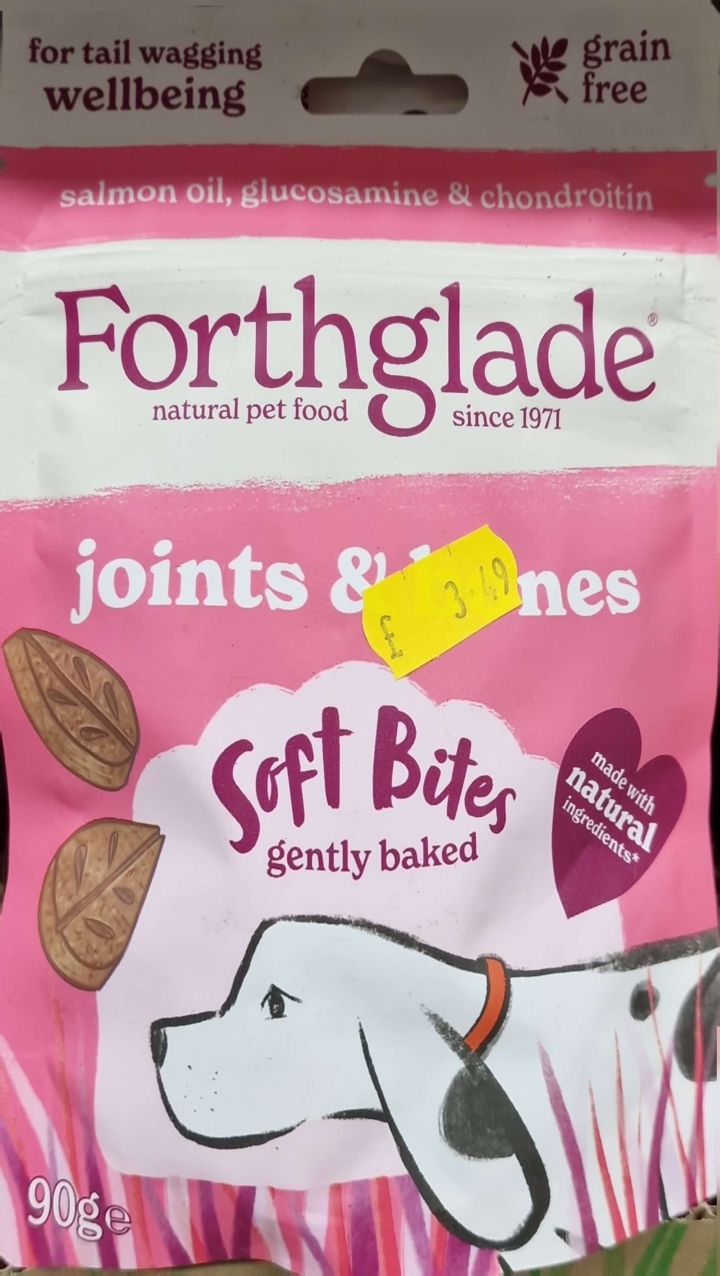 for tail wagging
wellbeing
grain
free
salmon oil, glucosamine & chondroitin
Forthglade®
natural pet food since 1971
joints & nes
£ 3.49
Soft Bites
gently baked
made with
natural
ingredients*
90g e